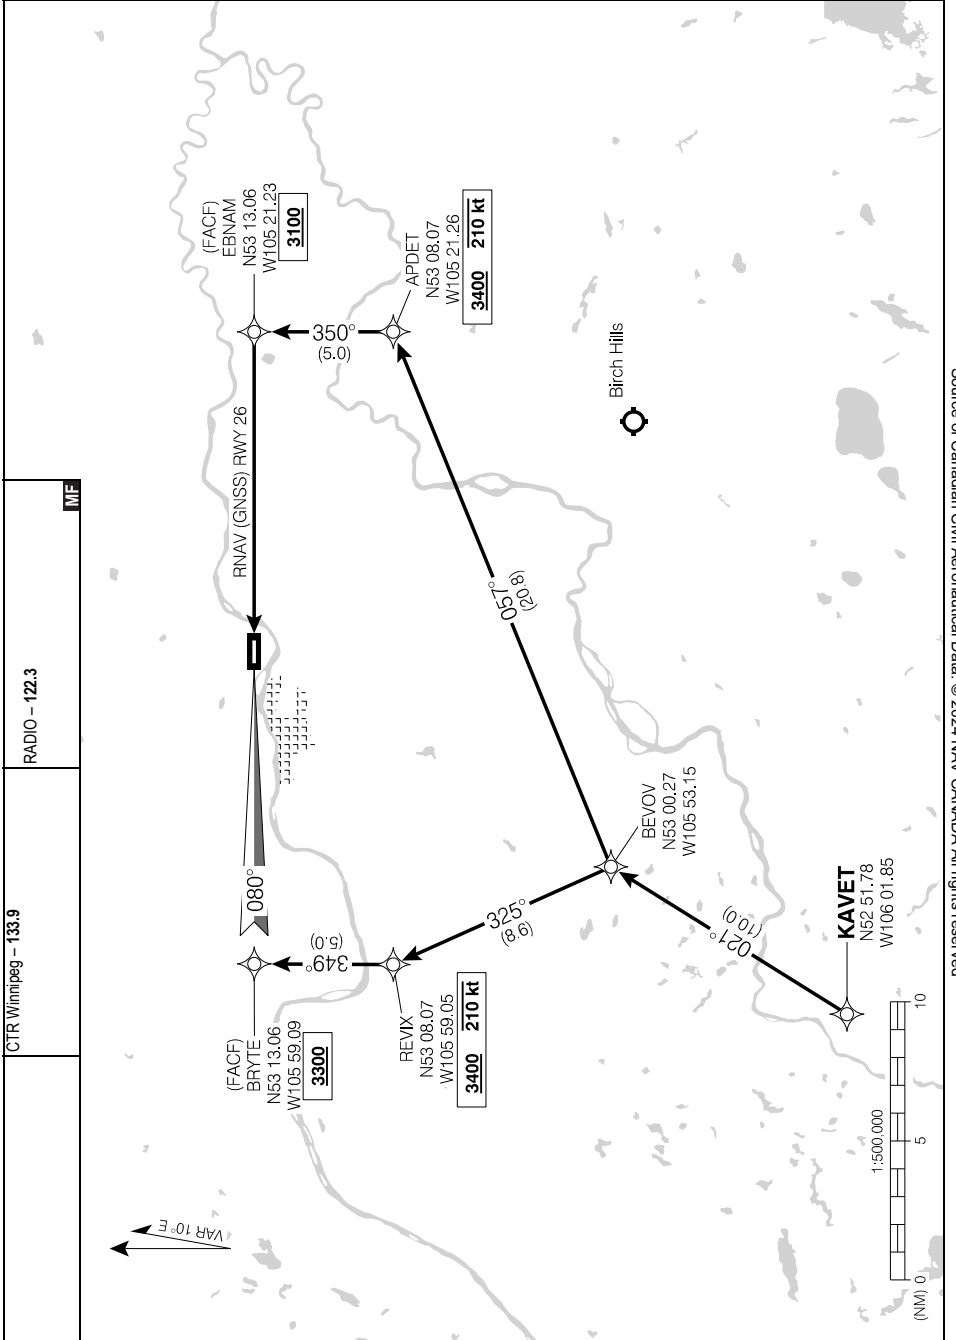 CTR Winnipeg – 133.9
RADIO – 122.3
MF
(FACF)
EBNAM
N53 13.06
W105 21.23
3100
350°
(5.0)
APDET
N53 08.07
W105 21.26
3400 210 kt
RNAV (GNSS) RWY 26
Birch Hills
057°
(20.8)
080°
BEVOV
N53 00.27
W105 53.15
325°
(8.6)
349°
(5.0)
(FACF)
BRYTE
N53 13.06
W105 59.09
3300
REVIX
N53 08.07
W105 59.05
3400 210 kt
021°
(10.0)
KAVET
N52 51.78
W106 01.85
VAR 10° E
1:500,000
(NM) 0 5 10
Source of Canadian Civil Aeronautical Data: © 2024 NAV CANADA All rights reserved